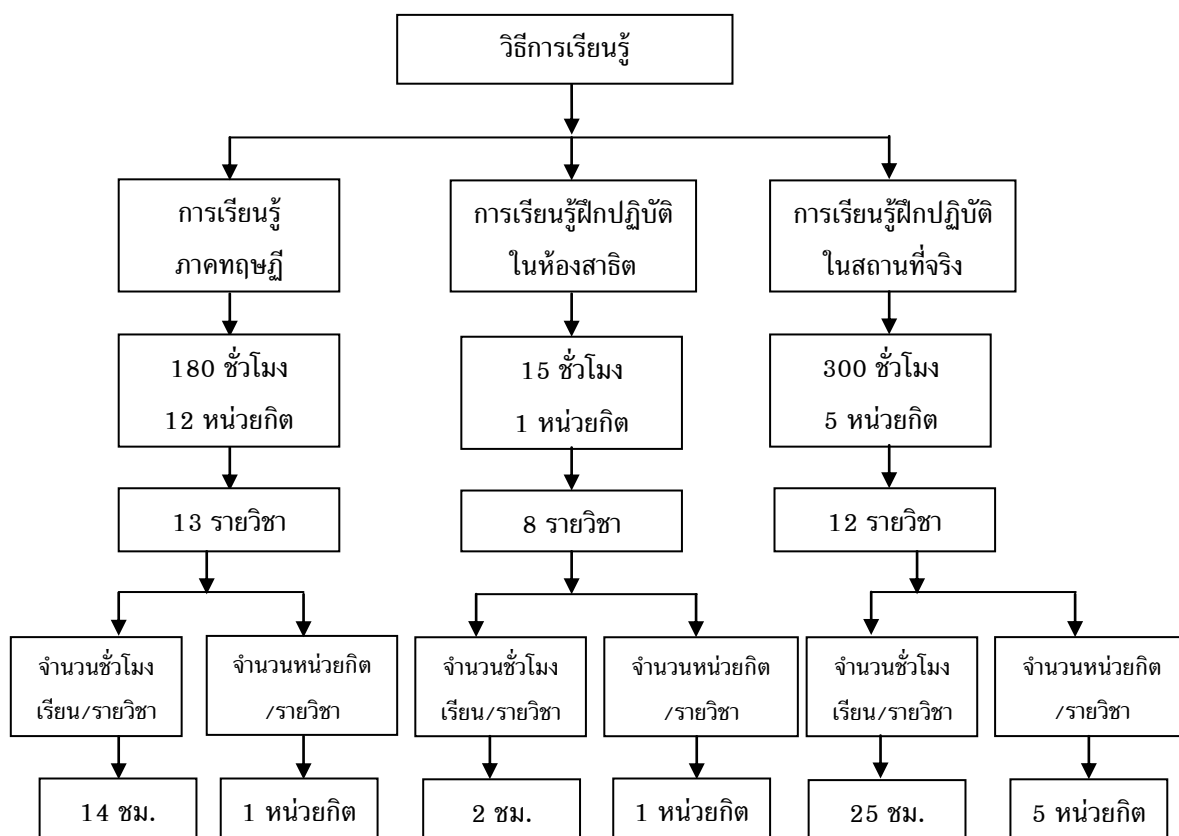 วิธีการเรียนรู้
การเรียนรู้
ภาคทฤษฏี
การเรียนรู้ฝึกปฏิบัติ
ในห้องสาธิต
การเรียนรู้ฝึกปฏิบัติ
ในสถานที่จริง
180 ชั่วโมง
12 หน่วยกิต
15 ชั่วโมง
1 หน่วยกิต
300 ชั่วโมง
5 หน่วยกิต
13 รายวิชา
8 รายวิชา
12 รายวิชา
จำนวนชั่วโมง
เรียน/รายวิชา
จำนวนหน่วยกิต
/รายวิชา
จำนวนชั่วโมง
เรียน/รายวิชา
จำนวนหน่วยกิต
/รายวิชา
จำนวนชั่วโมง
เรียน/รายวิชา
จำนวนหน่วยกิต
/รายวิชา
14 ชม.
1 หน่วยกิต
2 ชม.
1 หน่วยกิต
25 ชม.
5 หน่วยกิต